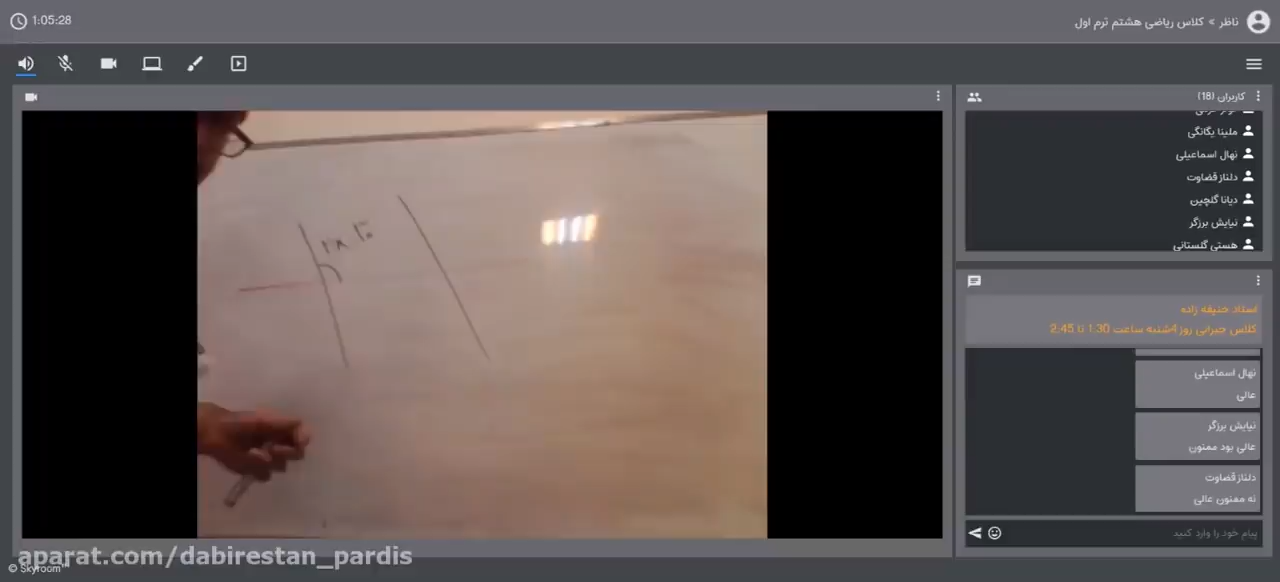 1:05:28
ناظر » کلاس ریاضی هشتم ترم اول
کاربران (18)
ملینا یگانگی
نهال اسماعیلی
دلناز قضاوت
دیانا گلچین
نیایش برزگر
هستی گلستانی
استاد حنیفه زاده
کلاس جبرانی روز 4شنبه ساعت 1.30 تا 2.45
نهال اسماعیلی
عالی
نیایش برزگر
عالی بود ممنون
دلناز قضاوت
نه ممنون عالی
پیام خود را وارد کنید
aparat.com/dabirestan_pardis
© Skyroom™